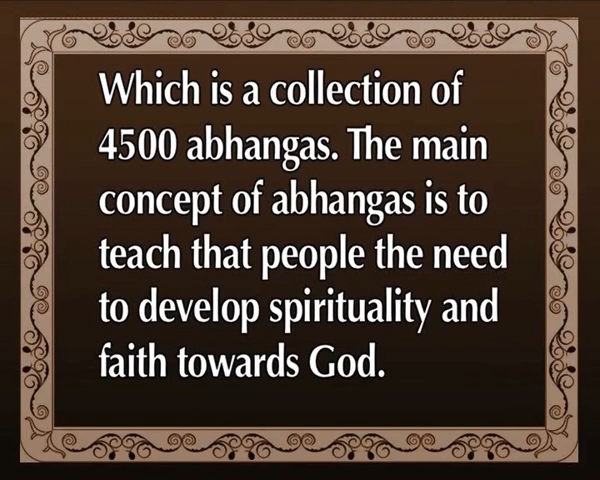 Which is a collection of
4500 abhangas. The main
concept of abhangas is to
teach that people the need
to develop spirituality and
faith towards God.